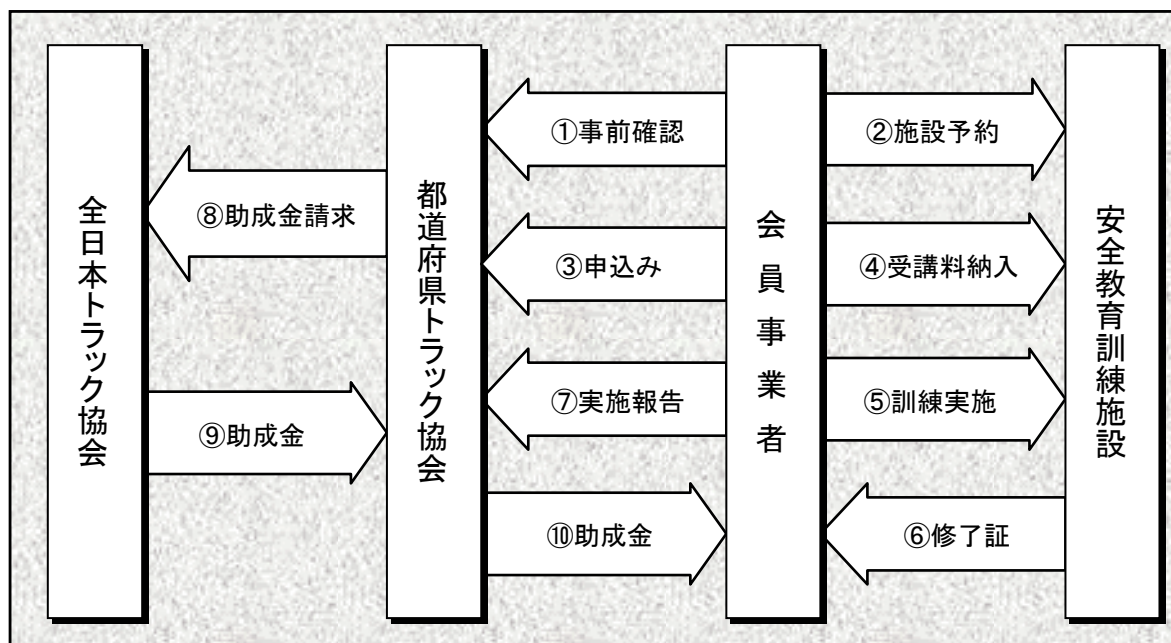 全日本トラック協会
都道府県トラック協会
会員事業者
安全教育訓練施設
①事前確認
②施設予約
③申込み
④受講料納入
⑤訓練実施
⑥修了証
⑦実施報告
⑧助成金請求
⑨助成金
⑩助成金